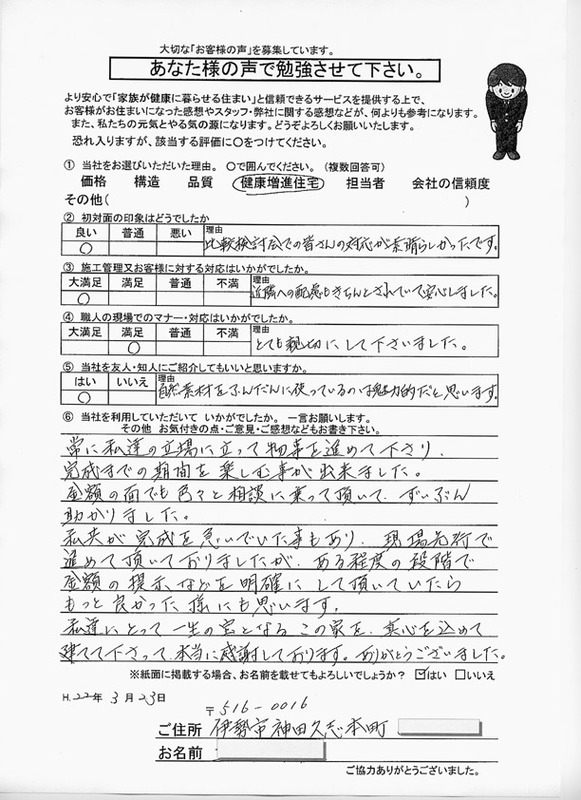 大切な「お客様の声」を募集しています。
あなた様の声で勉強させて下さい。
より安心で「家族が健康に暮らせる住まい」と信頼できるサービスを提供する上で、
お客様がお住まいになった感想やスタッフ・弊社に関する感想などが、何よりも参考になります。
また、私たちの元気とやる気の源になります。どうぞよろしくお願いいたします。
恐れ入りますが、該当する評価に○をつけてください。
① 当社をお選びいただいた理由。 ○で囲んでください。（複数回答可）
価格 構造 品質 健康増進住宅 担当者 会社の信頼度
その他( )
② 初対面の印象はどうでしたか
良い 普通 悪い 理由
○ 比較検討会での皆さんの対応が素晴らしかったです。
③ 施工管理又お客様に対する対応はいかがでしたか。
大満足 満足 普通 不満 理由
○ 近隣への配慮もきちんとされていて安心しました。
④ 職人の現場でのマナー・対応はいかがでしたか。
大満足 満足 普通 不満 理由
○ とても親切にして下さいました。
⑤ 当社を友人・知人にご紹介してもいいと思いますか。
はい いいえ 理由
○ 自然素材をふんだんに使っているのは魅力的だと思います。
⑥ 当社を利用していただいて いかがでしたか。 一言お願いします。
その他 お気付きの点・ご意見・ご感想などもお書き下さい。
常に私達の立場に立って物事を進めて下さり、
完成までの期間を楽しむ事が出来ました。
金額の面でも色々と相談に乗って頂いて、ずいぶん
助かりました。
私共が完成を急いでいた事もあり、現場先行で
進めて頂いておりましたが、ある程度の段階で
金額の提示などを明確にして頂いていたら
もっと良かった様にも思います。
私達にとって一生の宝となるこの家を、真心を込めて
建てて下さって、本当に感謝しております。ありがとうございました。
※紙面に掲載する場合、お名前を載せてもよろしいでしょうか？ ☑はい □いいえ
H.22年 3月23日
〒516-0016
ご住所 伊勢市神田久志本町
お名前
ご協力ありがとうございました。